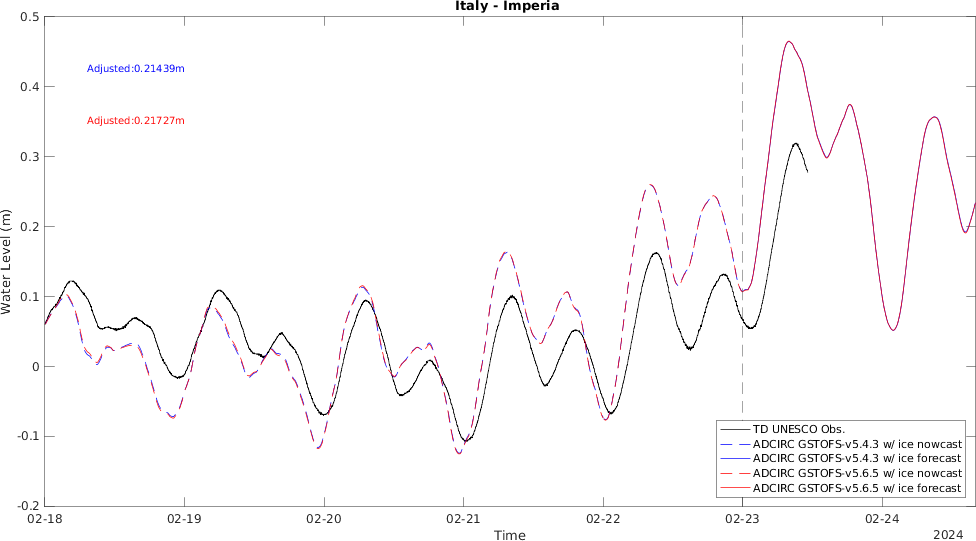 Italy - Imperia
0.5
0.4
0.3
0.2
0.1
0
-0.1
-0.2
Water Level (m)
Adjusted:0.21439m
Adjusted:0.21727m
TD UNESCO Obs.
ADCIRC GSTOFS-v5.4.3 w/ ice nowcast
ADCIRC GSTOFS-v5.4.3 w/ ice forecast
ADCIRC GSTOFS-v5.6.5 w/ ice nowcast
ADCIRC GSTOFS-v5.6.5 w/ ice forecast
02-18 02-19 02-20 02-21 02-22 02-23 02-24
Time
2024